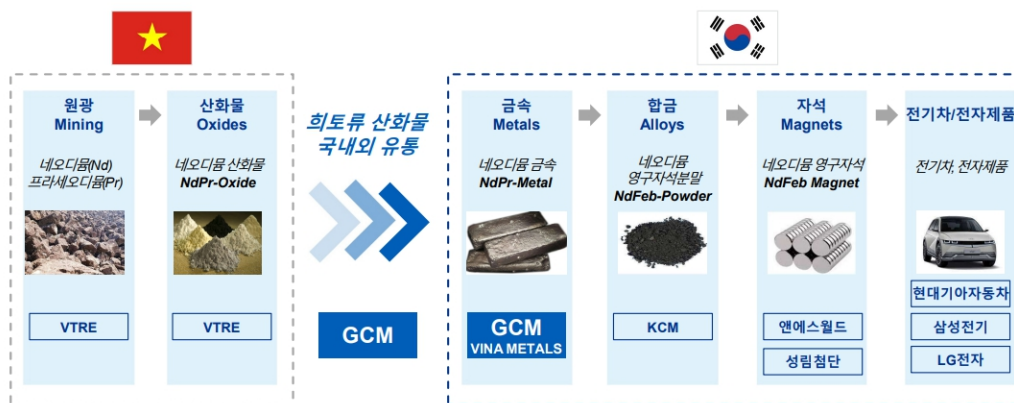 원광
Mining
네오디뮴(Nd)
프라세오디뮴(Pr)
VTRE
산화물
Oxides
네오디뮴 산화물
NdPr-Oxide
VTRE
희토류 산화물
국내외 유통
GCM
금속
Metals
네오디뮴 금속
NdPr-Metal
GCM
VINA METALS
합금
Alloys
네오디뮴
영구자석분말
NdFeb-Powder
KCM
자석
Magnets
네오디뮴 영구자석
NdFeb Magnet
앤에스월드
성림첨단
전기차/전자제품
전기차, 전자제품
현대기아자동차
삼성전기
LG전자